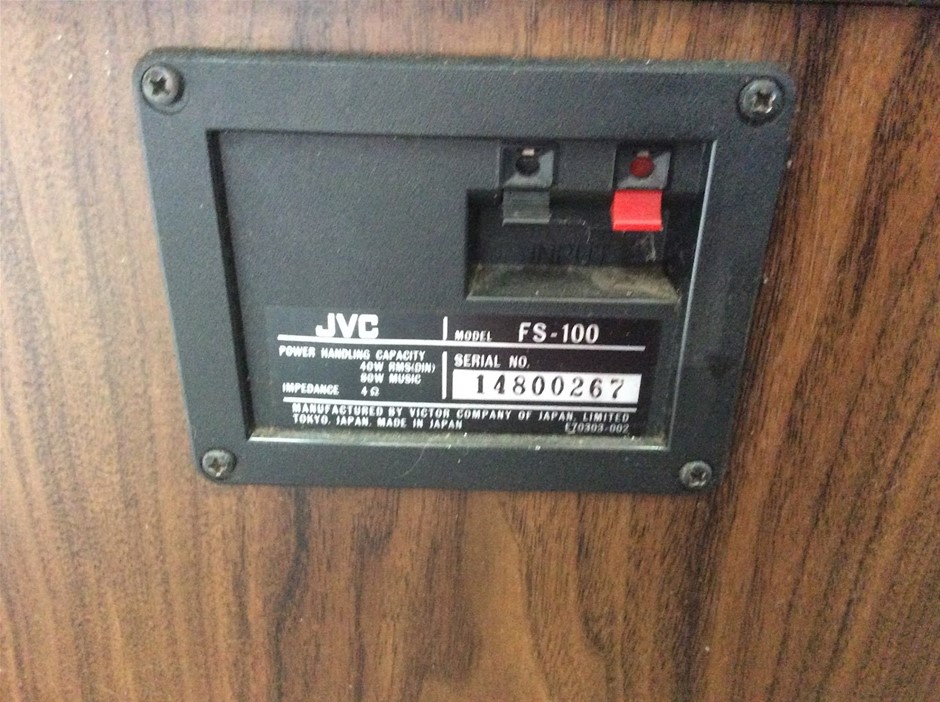 INPUT
JVC MODEL FS-100
POWER HANDLING CAPACITY
40W RMS(DIN)
80W MUSIC
IMPEDANCE 4Ω
SERIAL NO.
14800267
MANUFACTURED BY VICTOR COMPANY OF JAPAN, LIMITED
TOKYO, JAPAN, MADE IN JAPAN
E70303-002